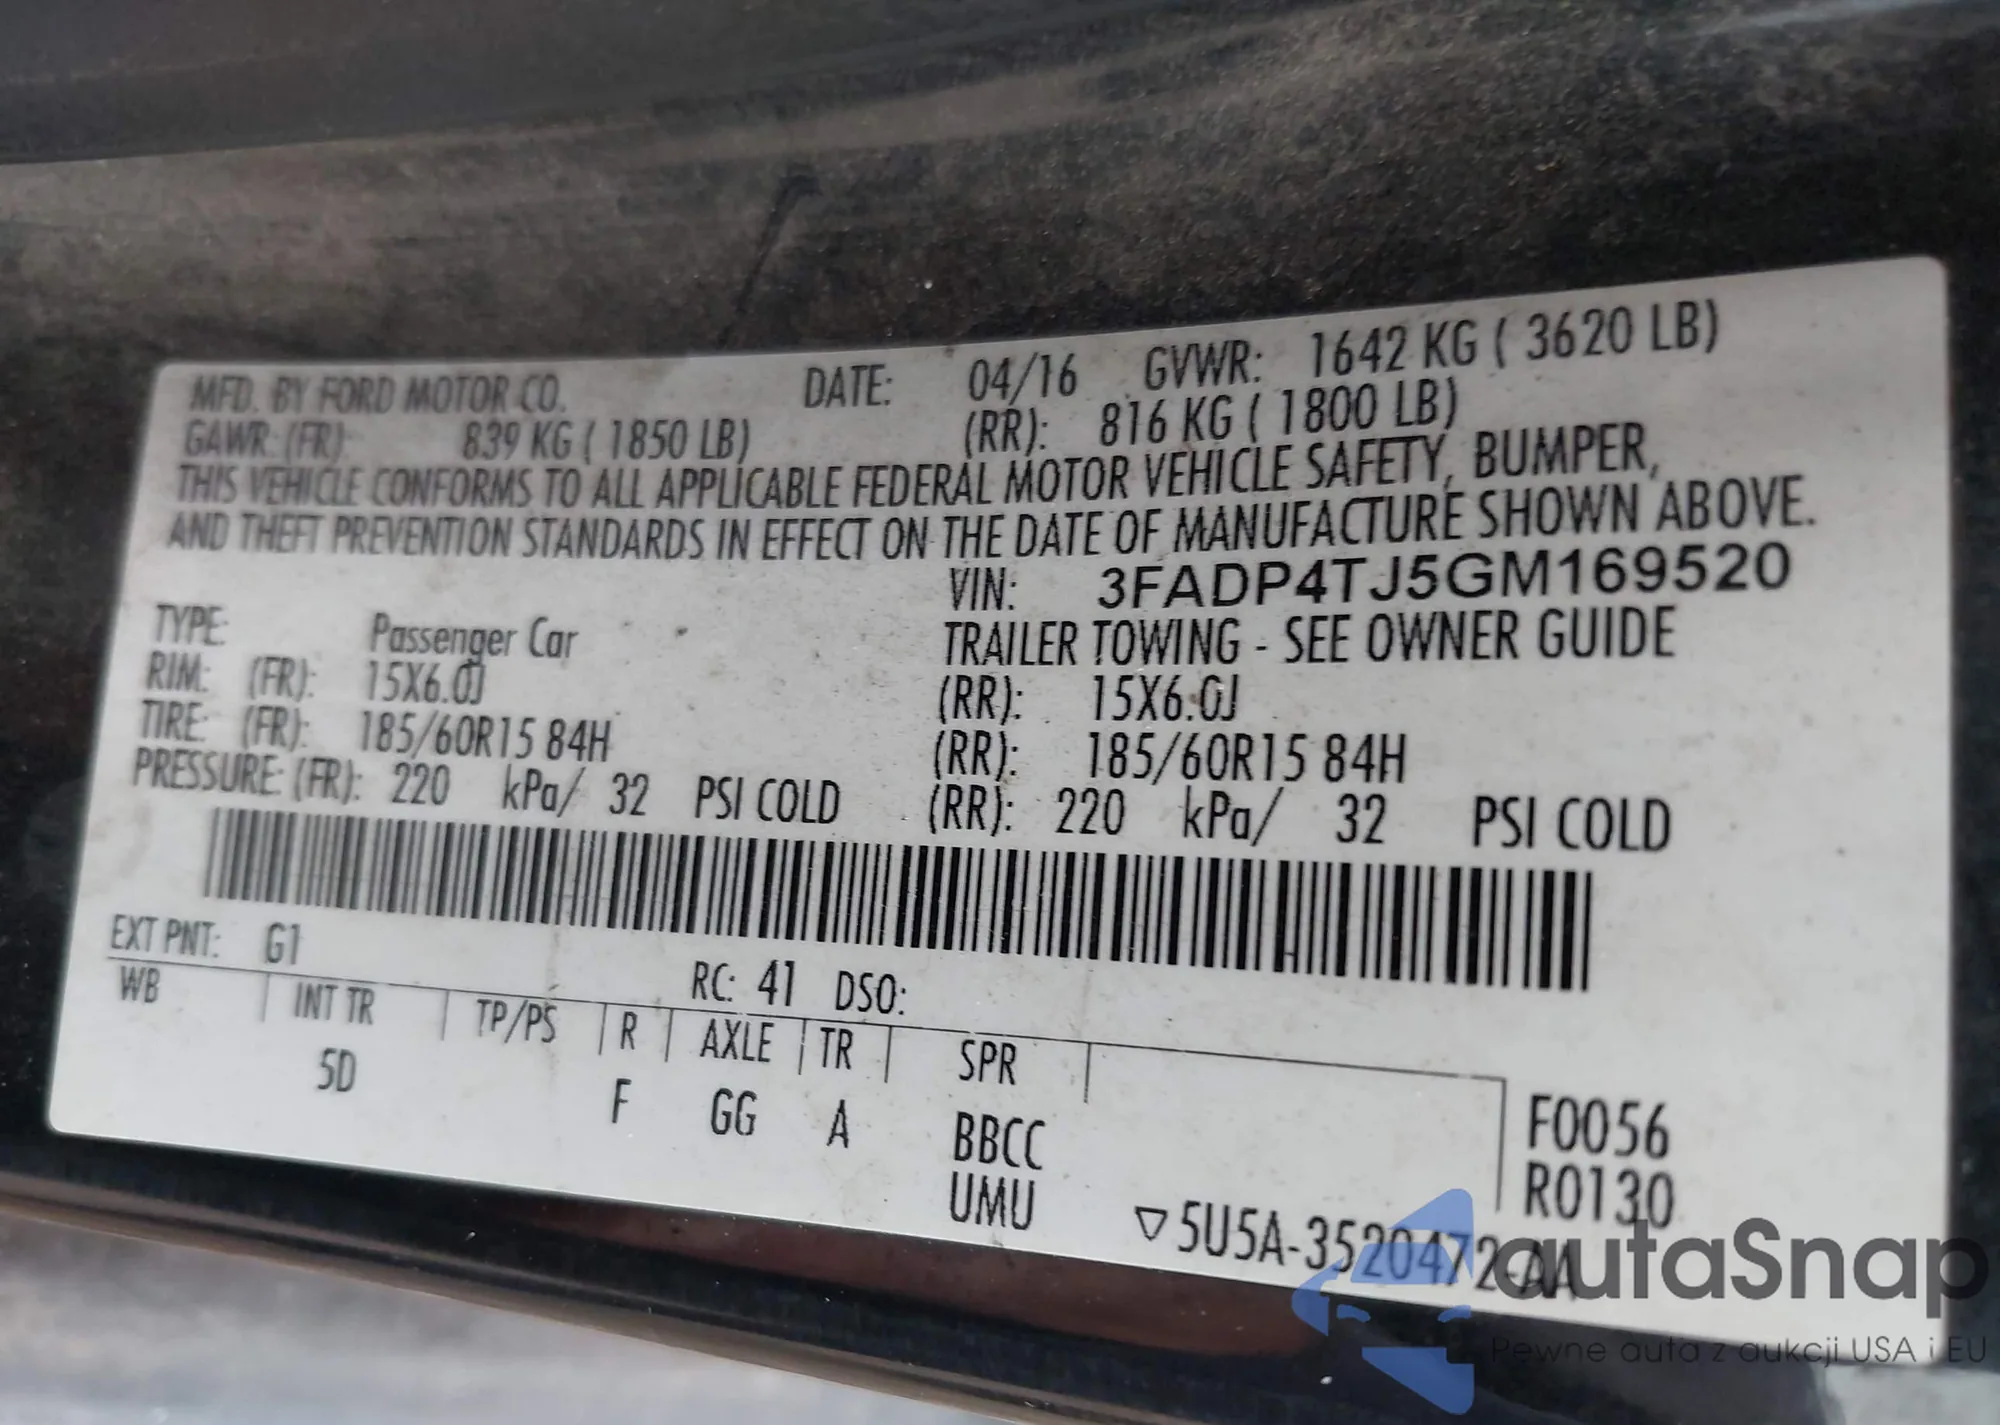 MFD. BY FORD MOTOR CO. DATE: 04/16 GVWR: 1642 KG ( 3620 LB)
GAWR: (FR): 839 KG ( 1850 LB) (RR): 816 KG ( 1800 LB)
THIS VEHICLE CONFORMS TO ALL APPLICABLE FEDERAL MOTOR VEHICLE SAFETY, BUMPER,
AND THEFT PREVENTION STANDARDS IN EFFECT ON THE DATE OF MANUFACTURE SHOWN ABOVE.
VIN: 3FADP4TJ5GM169520
TYPE: Passenger Car TRAILER TOWING - SEE OWNER GUIDE
RIM: (FR): 15X6.0J (RR): 15X6.0J
TIRE: (FR): 185/60R15 84H (RR): 185/60R15 84H
PRESSURE: (FR): 220 kPa/ 32 PSI COLD (RR): 220 kPa/ 32 PSI COLD
EXT PNT: G1 RC: 41 DSO:
WB INT TR TP/PS R AXLE TR SPR
5D F GG A BBCC F0056
UMU R0130
▽5U5A-3520472-AA
autaSnap
Pewne auta z aukcji USA i EU